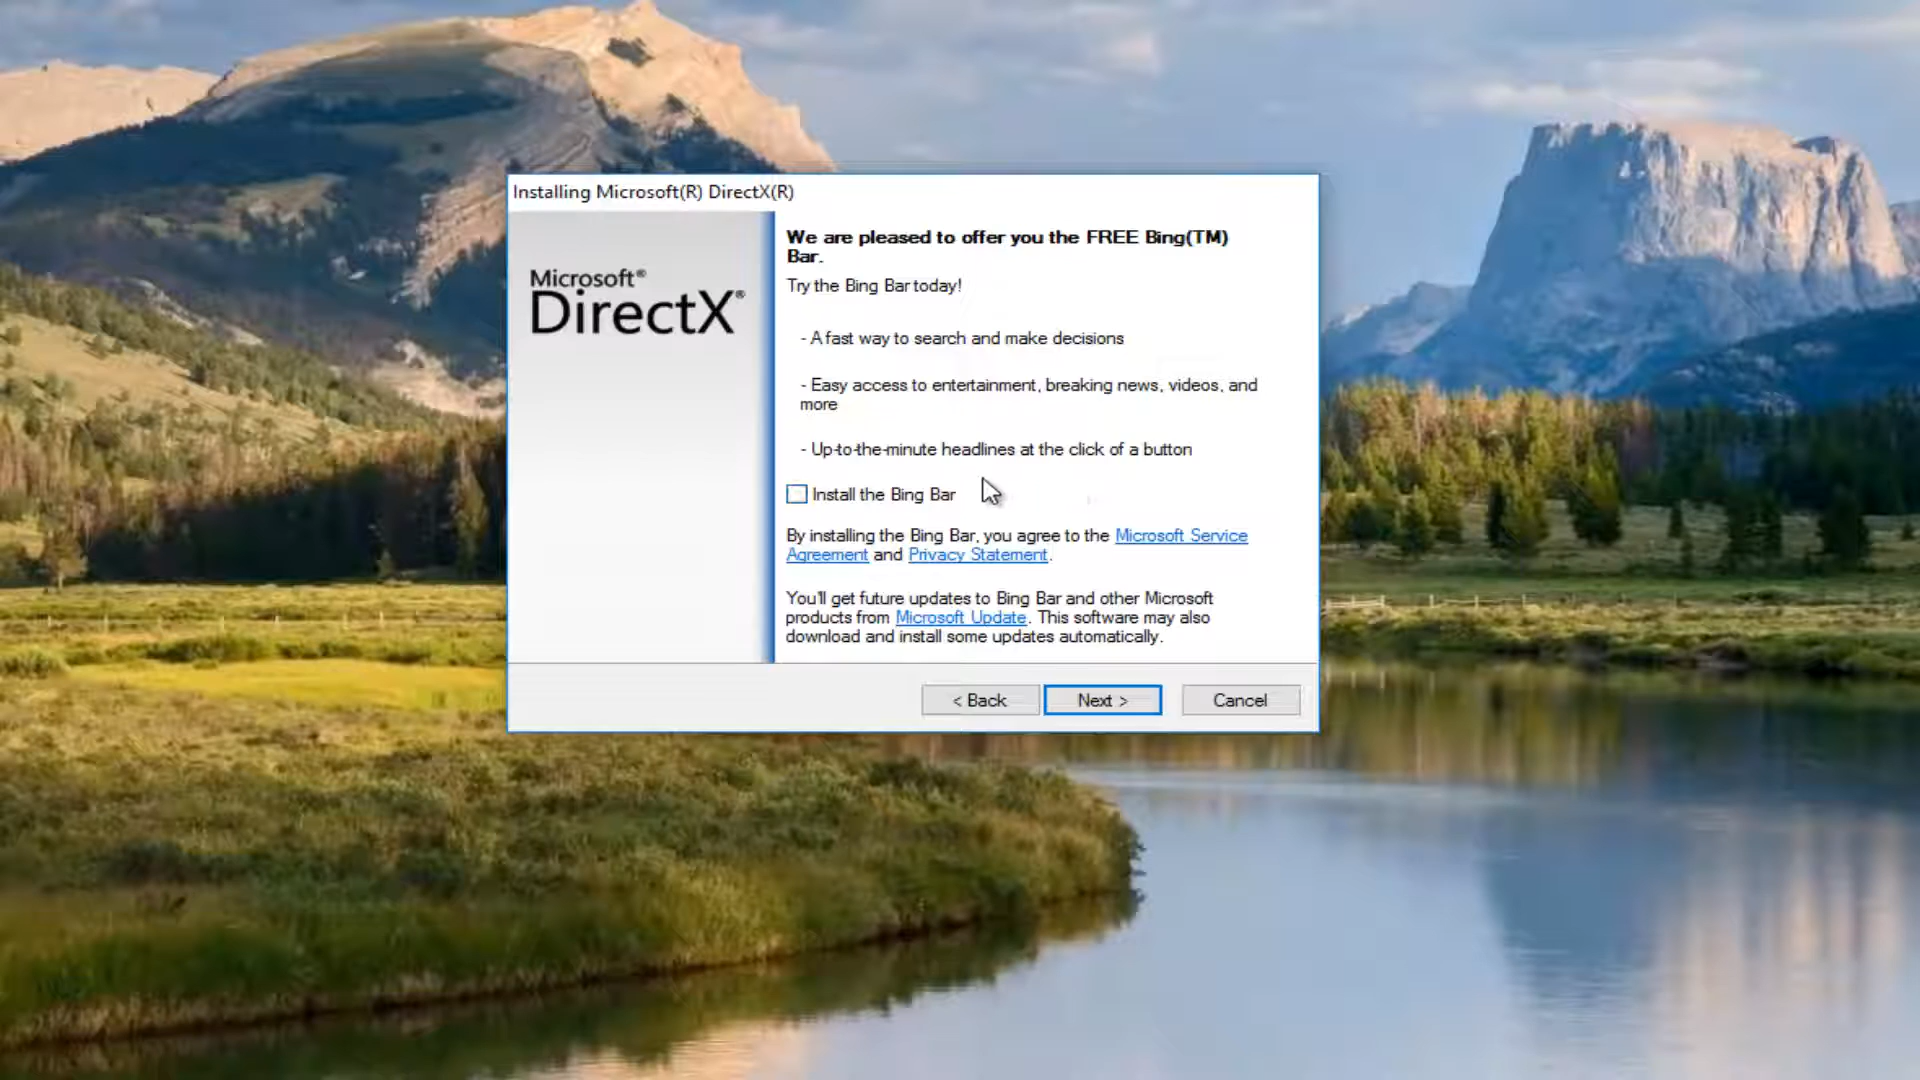 Installing Microsoft(R) DirectX(R)
Microsoft®
DirectX®
We are pleased to offer you the FREE Bing(TM)
Bar.
Try the Bing Bar today!
- A fast way to search and make decisions
- Easy access to entertainment, breaking news, videos, and
more
- Up-to-the-minute headlines at the click of a button
Install the Bing Bar
By installing the Bing Bar, you agree to the Microsoft Service
Agreement and Privacy Statement.
You'll get future updates to Bing Bar and other Microsoft
products from Microsoft Update. This software may also
download and install some updates automatically.
< Back Next > Cancel